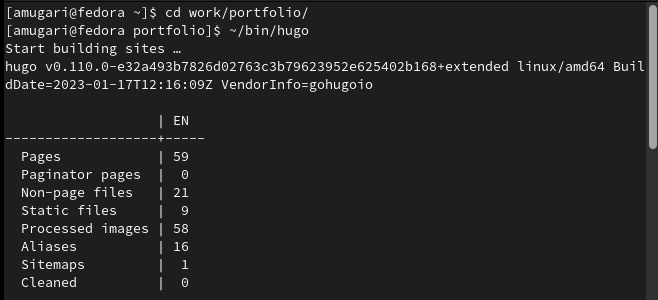 [amugari@fedora ~]$ cd work/portfolio/
[amugari@fedora portfolio]$ ~/bin/hugo
Start building sites …
hugo v0.110.0-e32a493b7826d02763c3b79623952e625402b168+extended linux/amd64 Buil
dDate=2023-01-17T12:16:09Z VendorInfo=gohugoio
                   | EN
-------------------+-----
  Pages            | 59
  Paginator pages  |  0
  Non-page files   | 21
  Static files     |  9
  Processed images | 58
  Aliases          | 16
  Sitemaps         |  1
  Cleaned          |  0